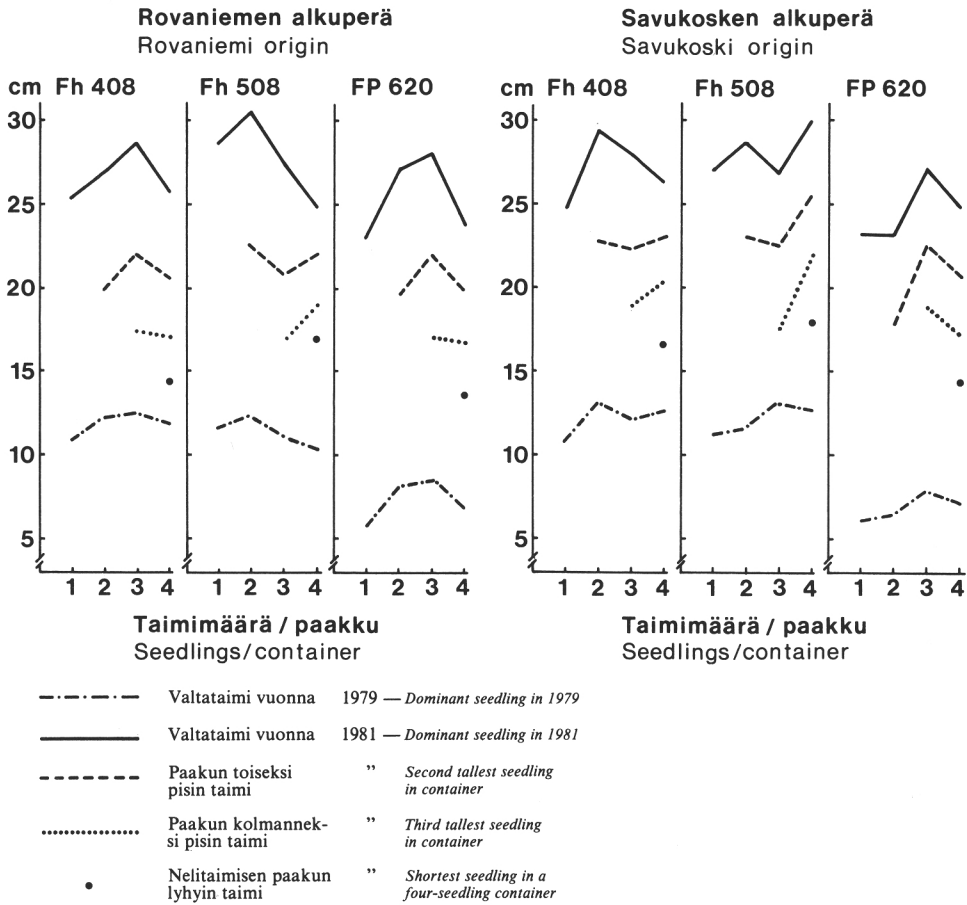 Rovaniemen alkuperä
Rovaniemi origin
Savukosken alkuperä
Savukoski origin
cm Fh 408 Fh 508 FP 620 Fh 408 Fh 508 FP 620
30 30
25 25
20 20
15 15
10 10
5 5
1 2 3 4 1 2 3 4 1 2 3 4 1 2 3 4 1 2 3 4 1 2 3 4
Taimimäärä / paakku
Seedlings/container
Taimimäärä / paakku
Seedlings/container
Valtataimi vuonna 1979 — Dominant seedling in 1979
Valtataimi vuonna 1981 — Dominant seedling in 1981
Paakun toiseksi ” Second tallest seedling
pisin taimi in container
Paakun kolmannek- ” Third tallest seedling
si pisin taimi in container
Nelitaimisen paakun ” Shortest seedling in a
lyhyin taimi four-seedling container